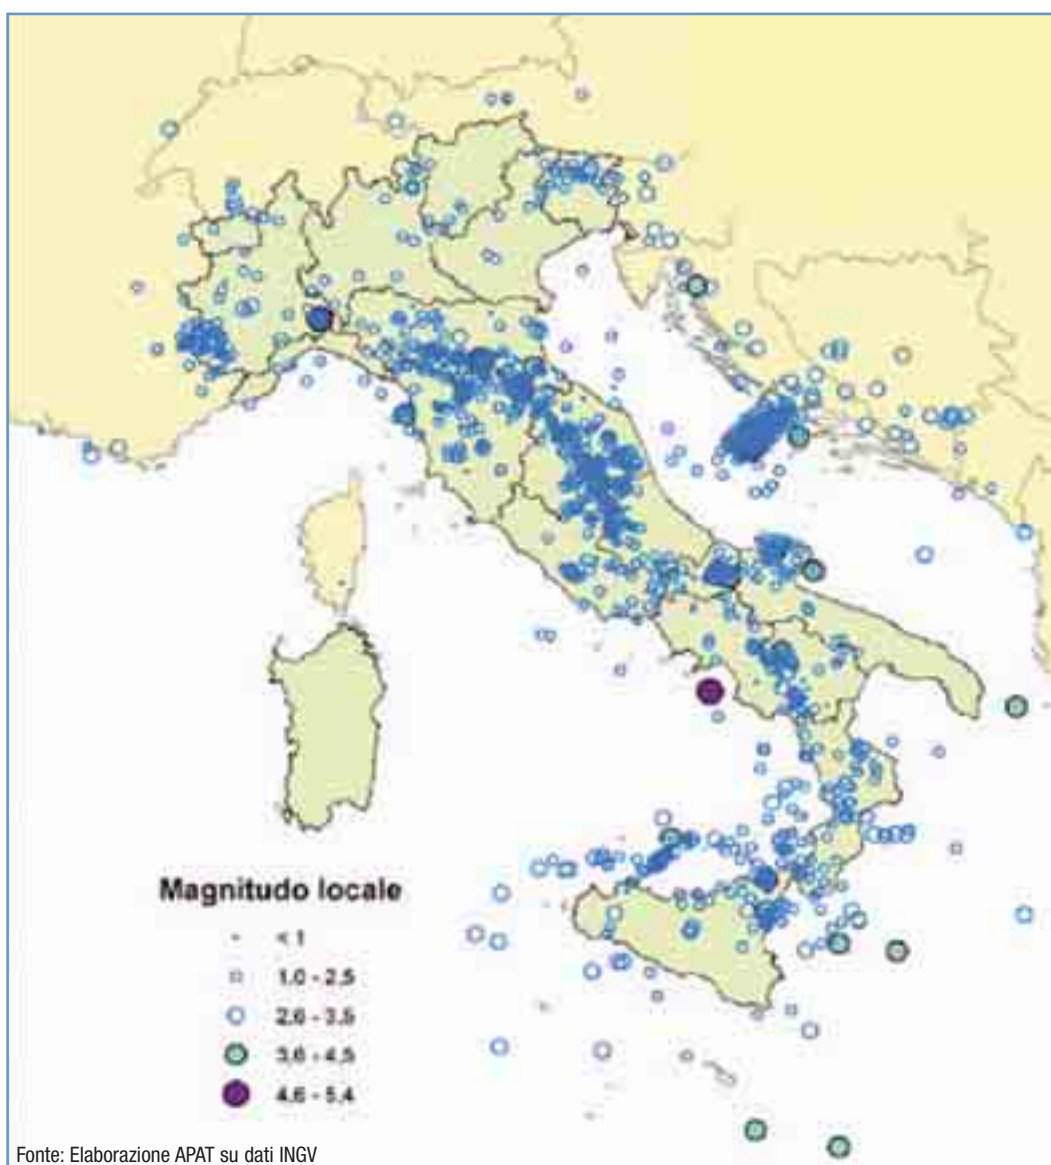 Magnitudo locale
< 1
1.0 - 2.5
2.6 - 3.5
3.6 - 4.5
4.6 - 5.4
Fonte: Elaborazione APAT su dati INGV